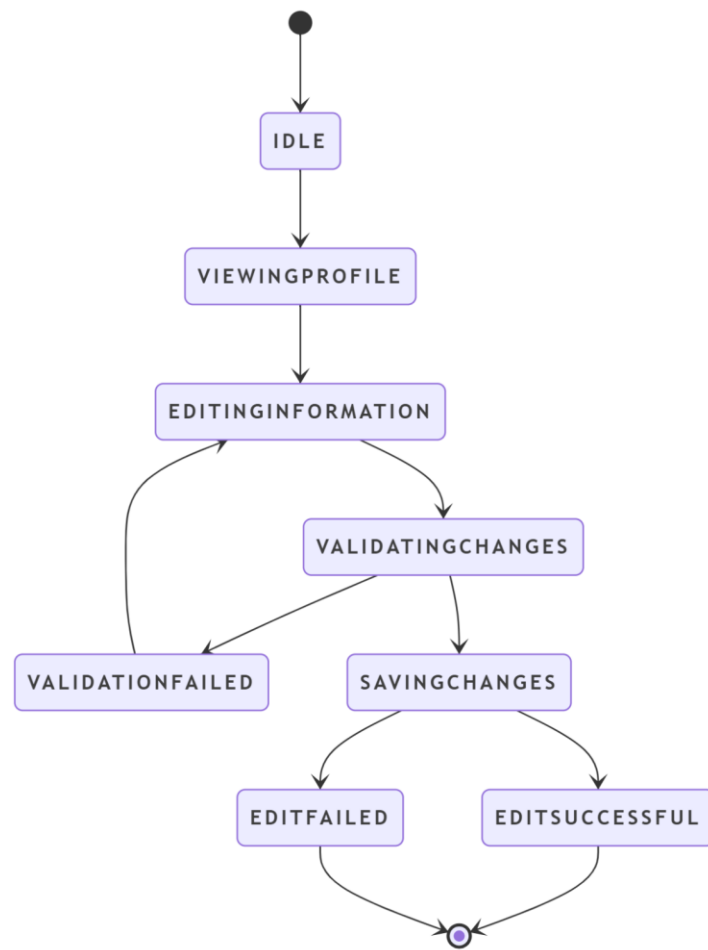 IDLE
VIEWINGPROFILE
EDITINGINFORMATION
VALIDATINGCHANGES
VALIDATIONFAILED
SAVINGCHANGES
EDITFAILED
EDITSUCCESSFUL